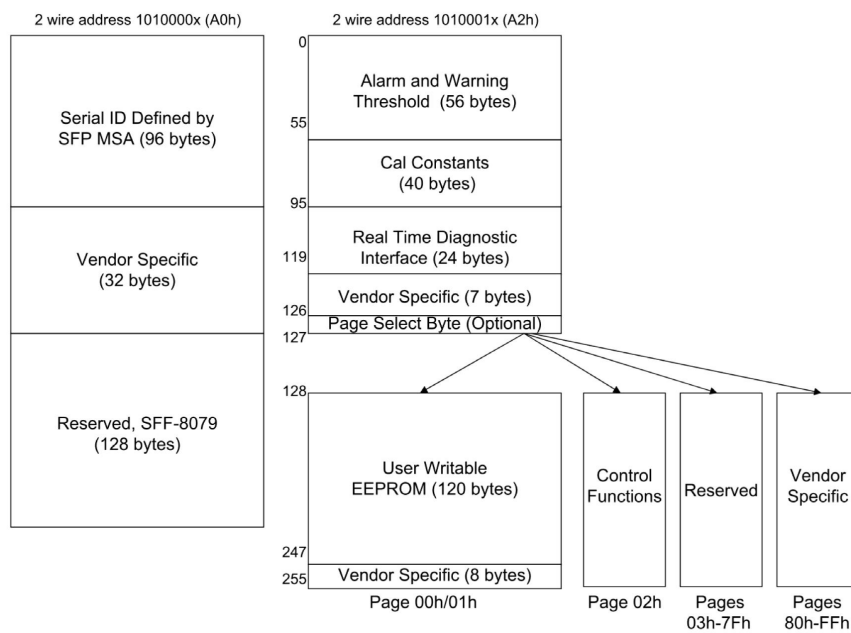 2 wire address 1010000x (A0h)
Serial ID Defined by
SFP MSA (96 bytes)
Vendor Specific
(32 bytes)
Reserved, SFF-8079
(128 bytes)
2 wire address 1010001x (A2h)
0
Alarm and Warning
Threshold (56 bytes)
55
Cal Constants
(40 bytes)
95
Real Time Diagnostic
Interface (24 bytes)
119
Vendor Specific (7 bytes)
126
Page Select Byte (Optional)
127
128
User Writable
EEPROM (120 bytes)
247
Vendor Specific (8 bytes)
255
Page 00h/01h
Control
Functions
Page 02h
Reserved
Pages
03h-7Fh
Vendor
Specific
Pages
80h-FFh